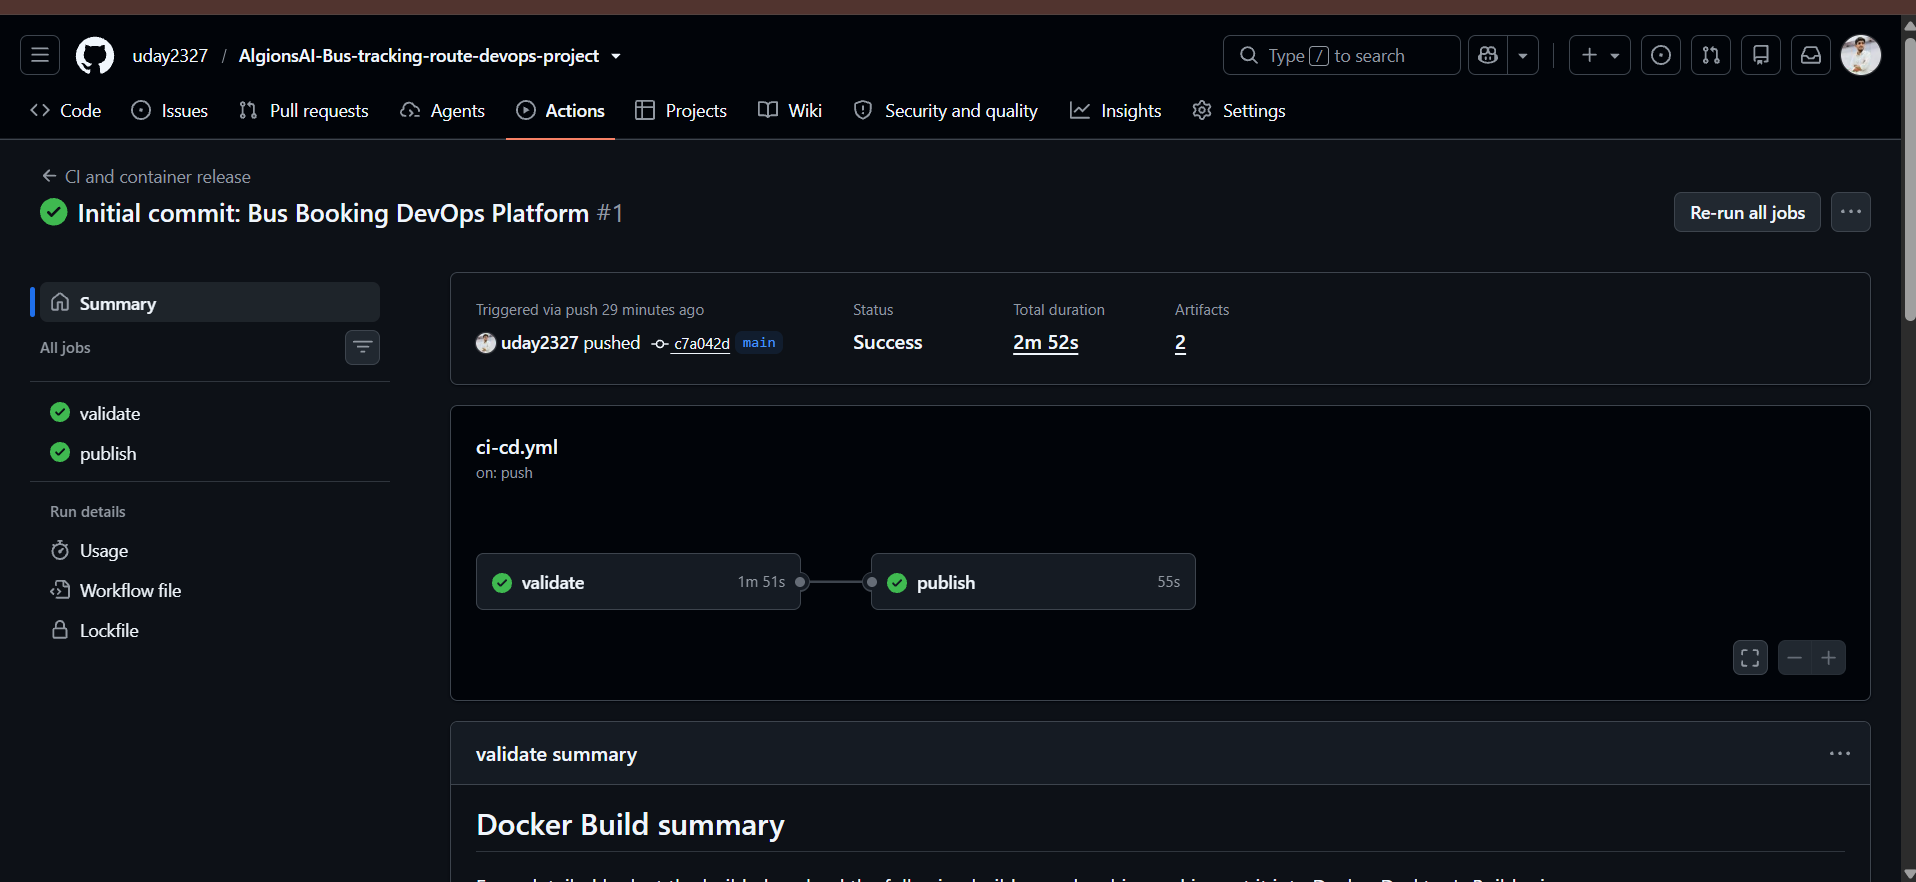 uday2327 / AlgionsAI-Bus-tracking-route-devops-project
Type / to search
Code Issues Pull requests Agents Actions Projects Wiki Security and quality Insights Settings
CI and container release
Initial commit: Bus Booking DevOps Platform #1
Re-run all jobs
Summary
All jobs
validate
publish
Run details
Usage
Workflow file
Lockfile
Triggered via push 29 minutes ago
uday2327 pushed c7a042d main
Status
Success
Total duration
2m 52s
Artifacts
2
ci-cd.yml
on: push
validate 1m 51s
publish 55s
validate summary
Docker Build summary